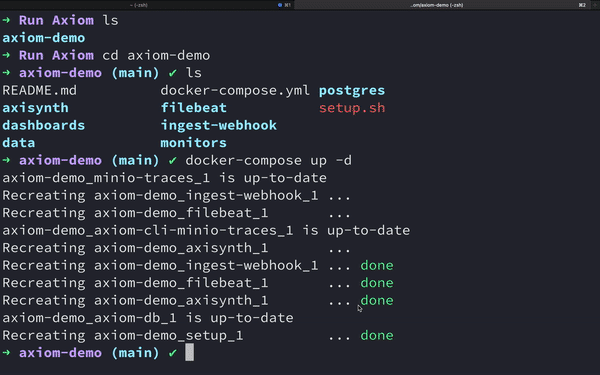 ~ (-zsh) ⌘1 ..om/axiom-demo (-zsh) ⌘2
➜ Run Axiom ls
axiom-demo
➜ Run Axiom cd axiom-demo
➜ axiom-demo (main) ✔ ls
README.md docker-compose.yml postgres
axisynth filebeat setup.sh
dashboards ingest-webhook
data monitors
➜ axiom-demo (main) ✔ docker-compose up -d
axiom-demo_minio-traces_1 is up-to-date
Recreating axiom-demo_ingest-webhook_1 ...
Recreating axiom-demo_filebeat_1 ...
axiom-demo_axiom-cli-minio-traces_1 is up-to-date
Recreating axiom-demo_axisynth_1 ...
Recreating axiom-demo_ingest-webhook_1 ... done
Recreating axiom-demo_filebeat_1 ... done
Recreating axiom-demo_axisynth_1 ... done
axiom-demo_axiom-db_1 is up-to-date
Recreating axiom-demo_setup_1 ... done
➜ axiom-demo (main) ✔